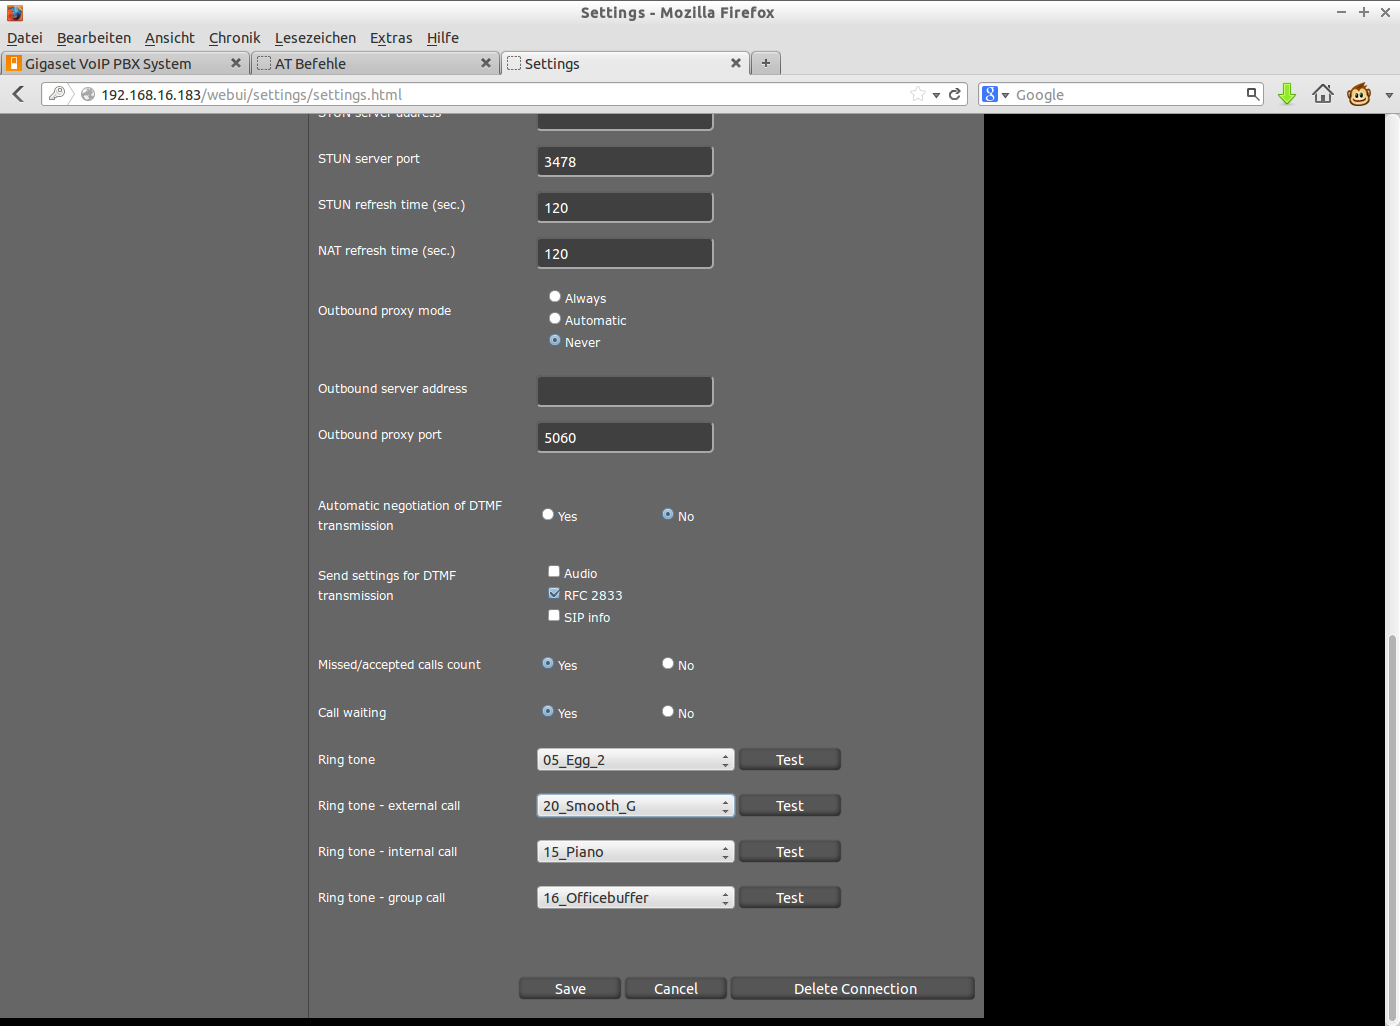 Settings - Mozilla Firefox
Datei Bearbeiten Ansicht Chronik Lesezeichen Extras Hilfe
Gigaset VoIP PBX System AT Befehle Settings
192.168.16.183/webui/settings/settings.html Google
STUN server address
STUN server port 3478
STUN refresh time (sec.) 120
NAT refresh time (sec.) 120
Outbound proxy mode
Always
Automatic
Never
Outbound server address
Outbound proxy port 5060
Automatic negotiation of DTMF
transmission
Yes No
Send settings for DTMF
transmission
Audio
RFC 2833
SIP info
Missed/accepted calls count Yes No
Call waiting Yes No
Ring tone 05_Egg_2 Test
Ring tone - external call 20_Smooth_G Test
Ring tone - internal call 15_Piano Test
Ring tone - group call 16_Officebuffer Test
Save Cancel Delete Connection